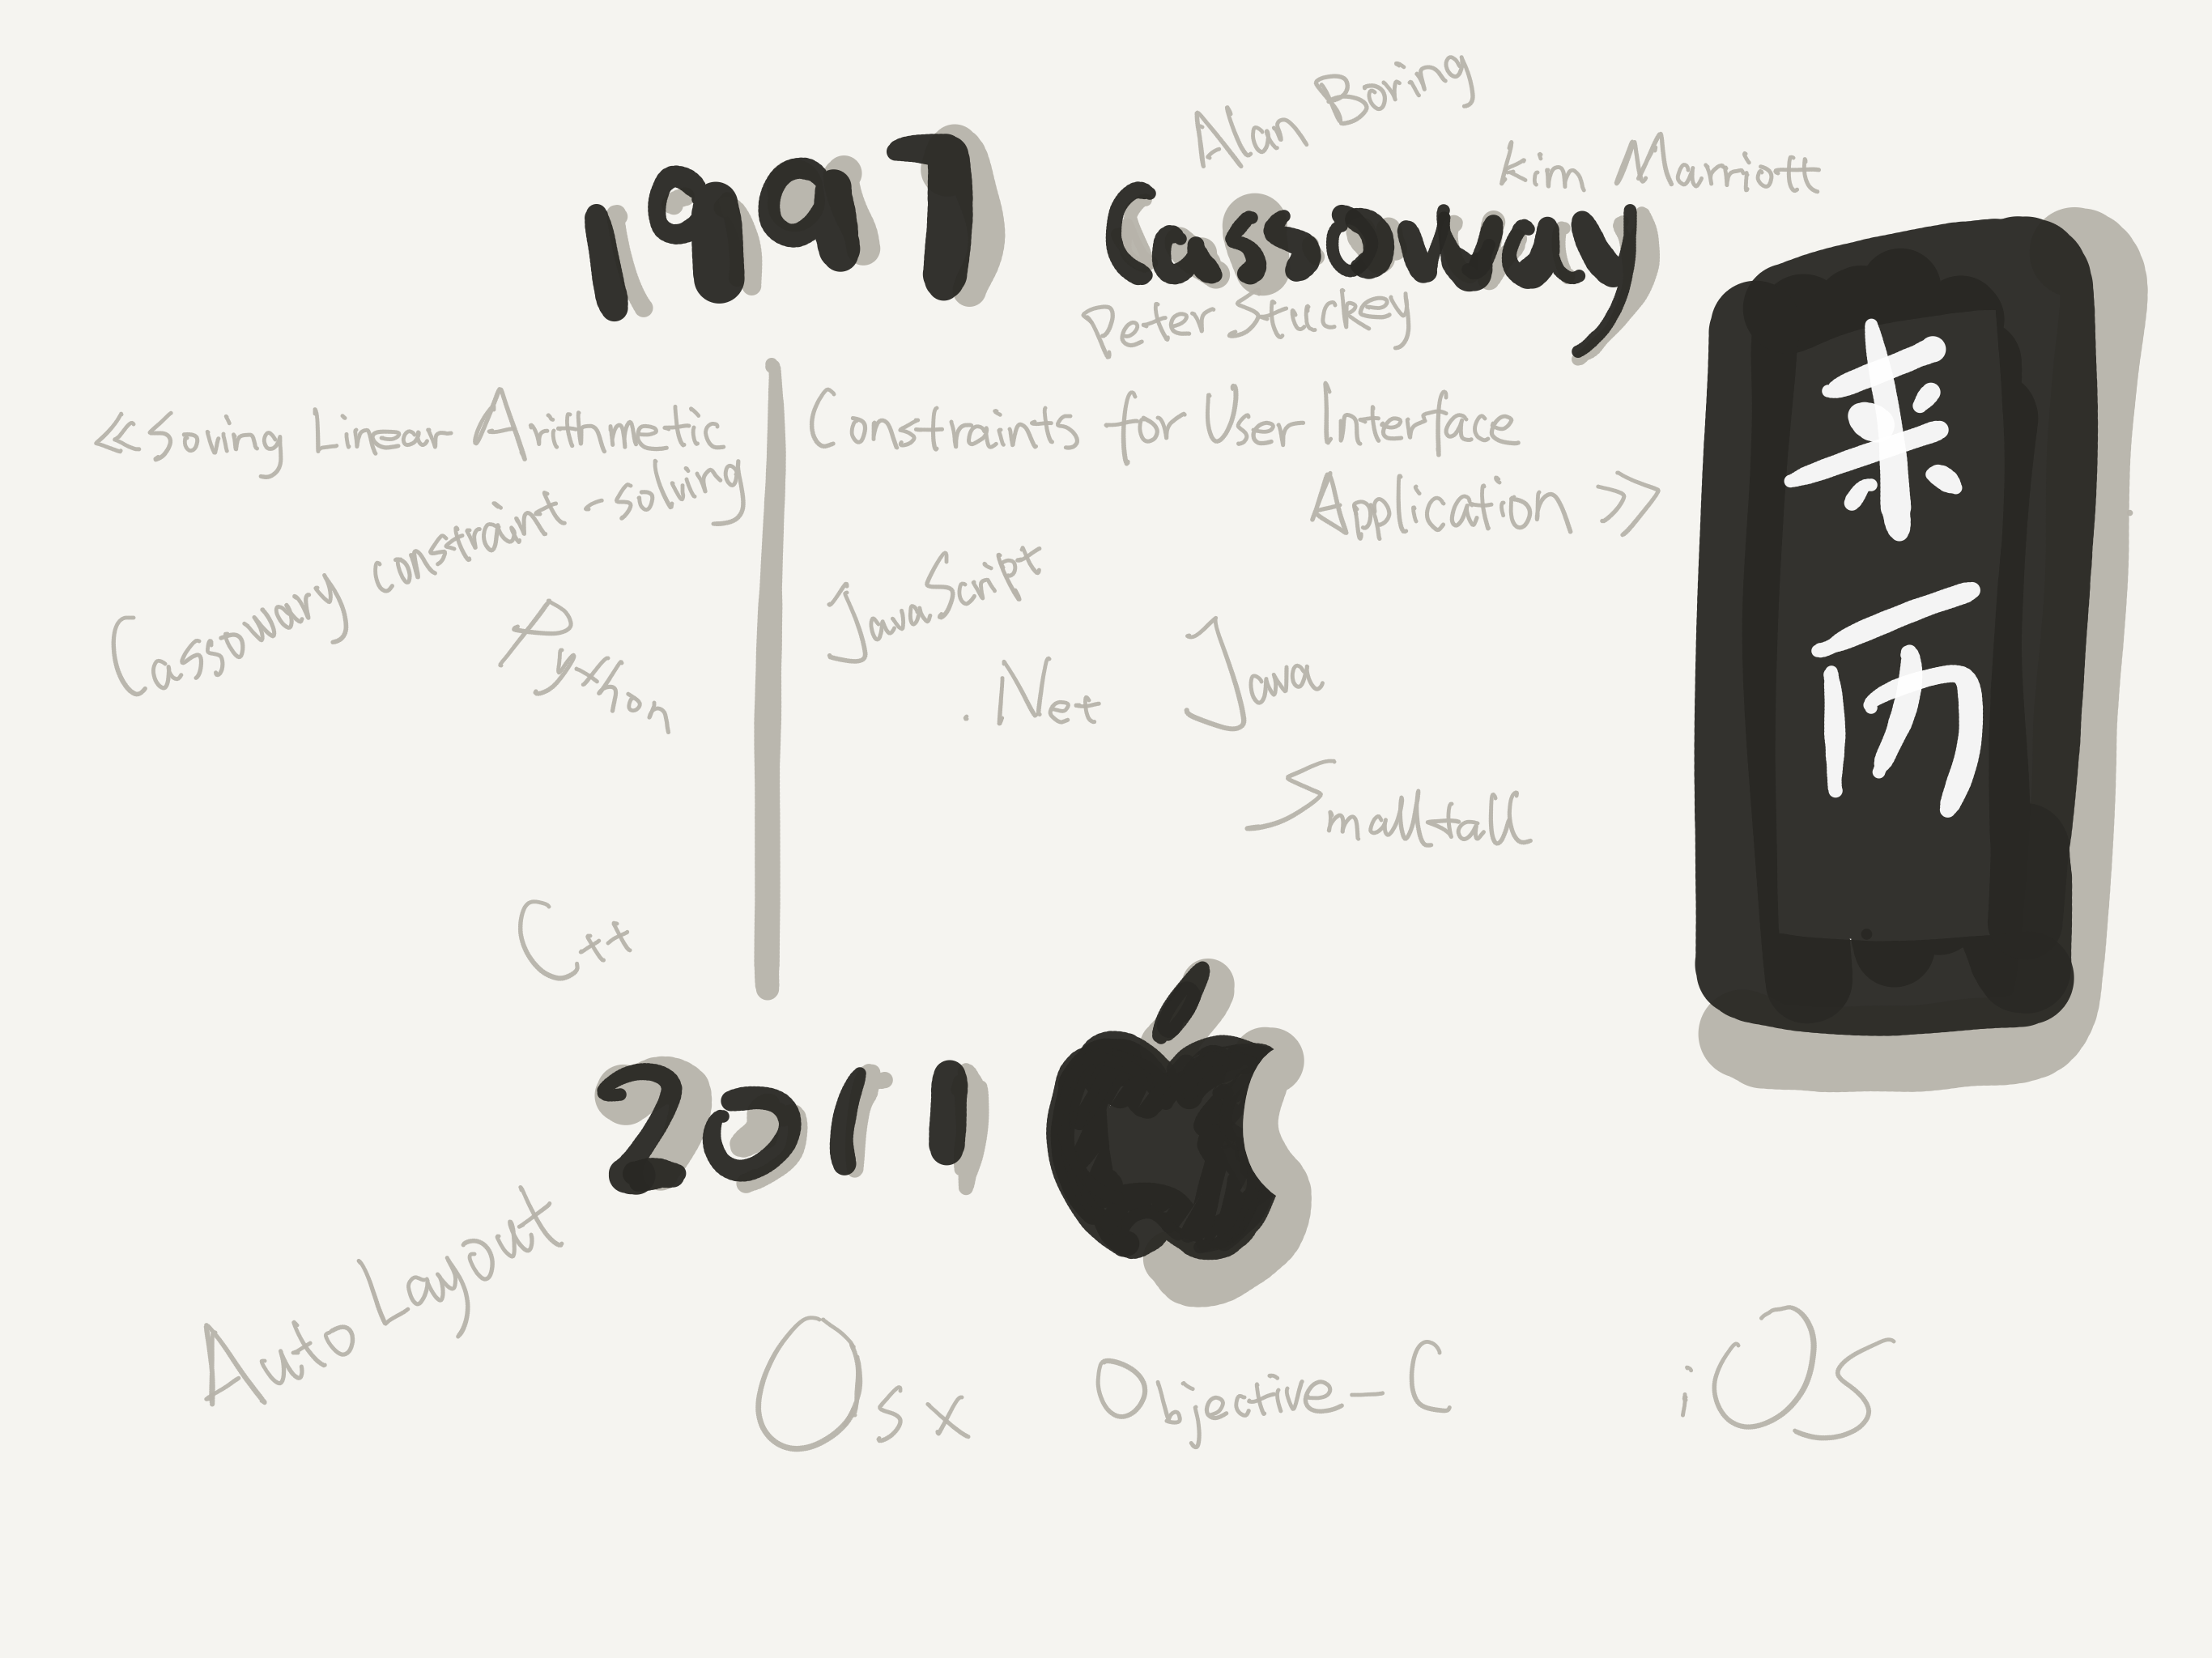 Alan Boring
Kim Marriott
1997 Cassoway
Peter Stuckey
来历
<<Soving Linear Arithmetic Constraints for User Interface
Application >>
Cassowary constraint-solving
Python
JavaScript
.Net
Java
Smalltall
C++
2011
Auto Layout
OS X
Objective-C
iOS